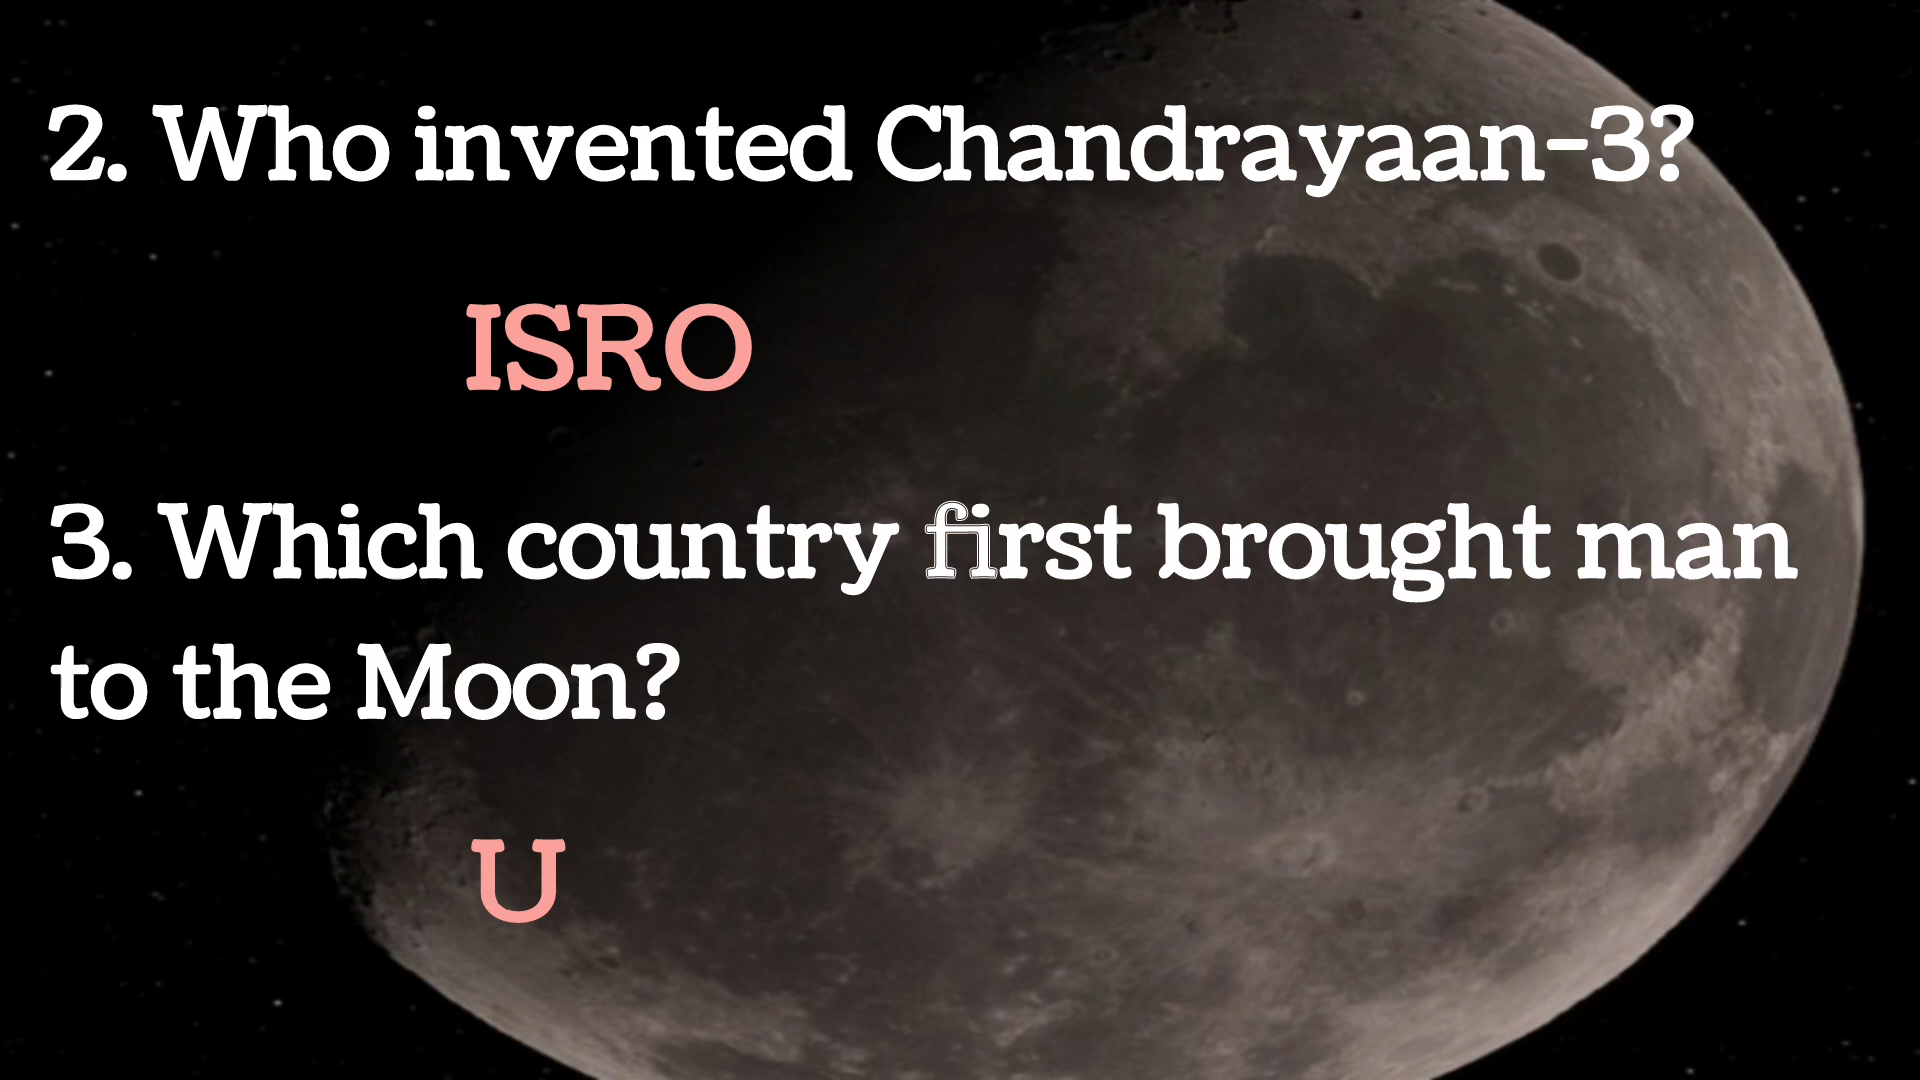 2. Who invented Chandrayaan-3?
ISRO
3. Which country first brought man
to the Moon?
U